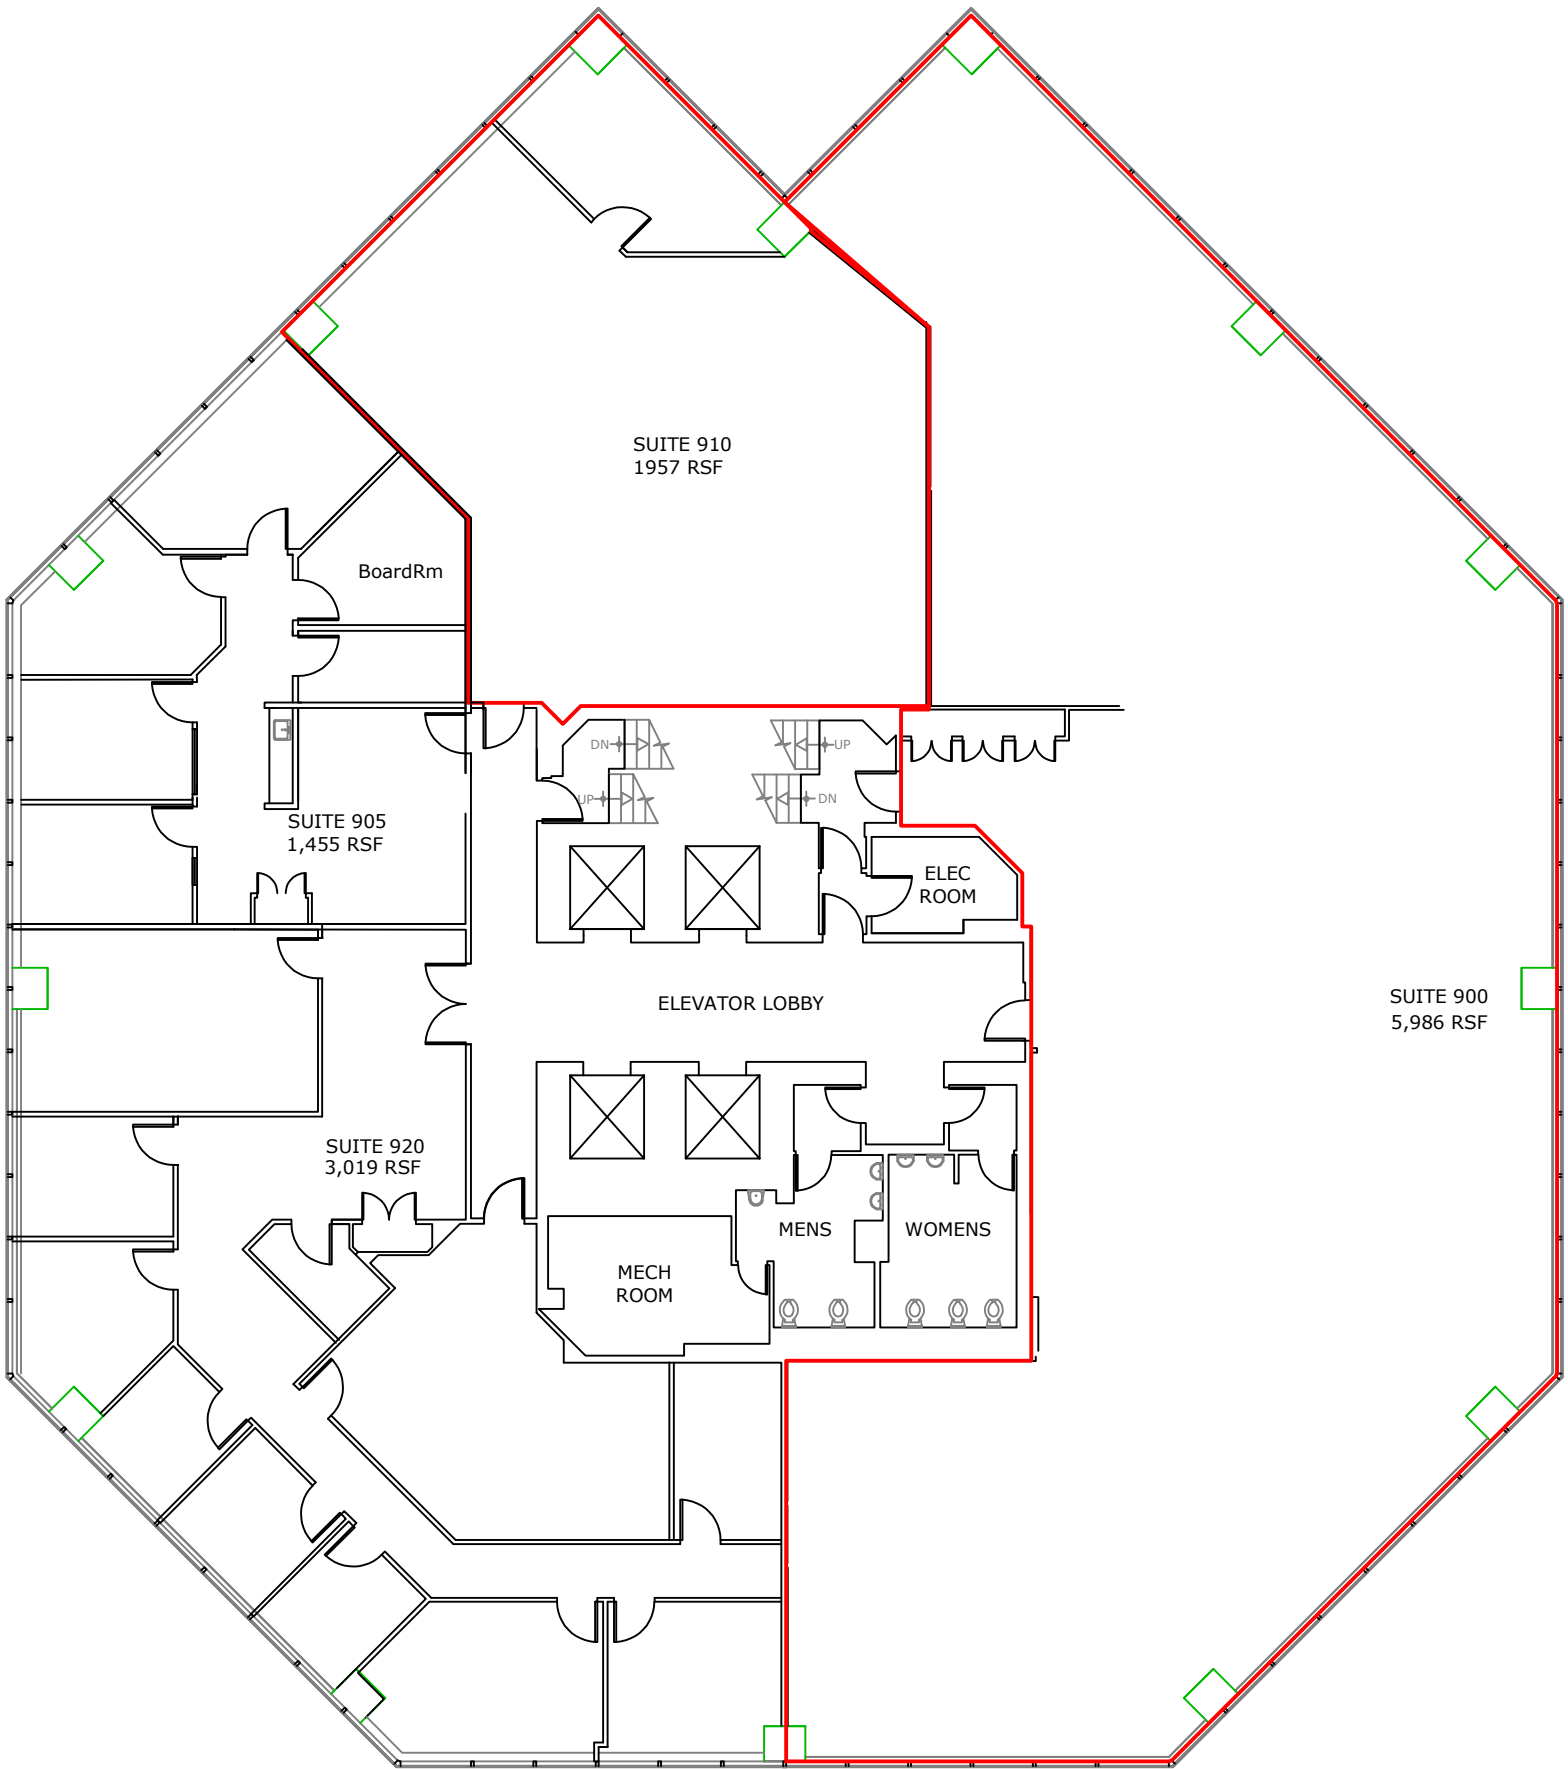 SUITE 910
1957 RSF
BoardRm
DN
UP
UP
DN
SUITE 905
1,455 RSF
ELEC
ROOM
ELEVATOR LOBBY
SUITE 900
5,986 RSF
SUITE 920
3,019 RSF
MENS
WOMENS
MECH
ROOM